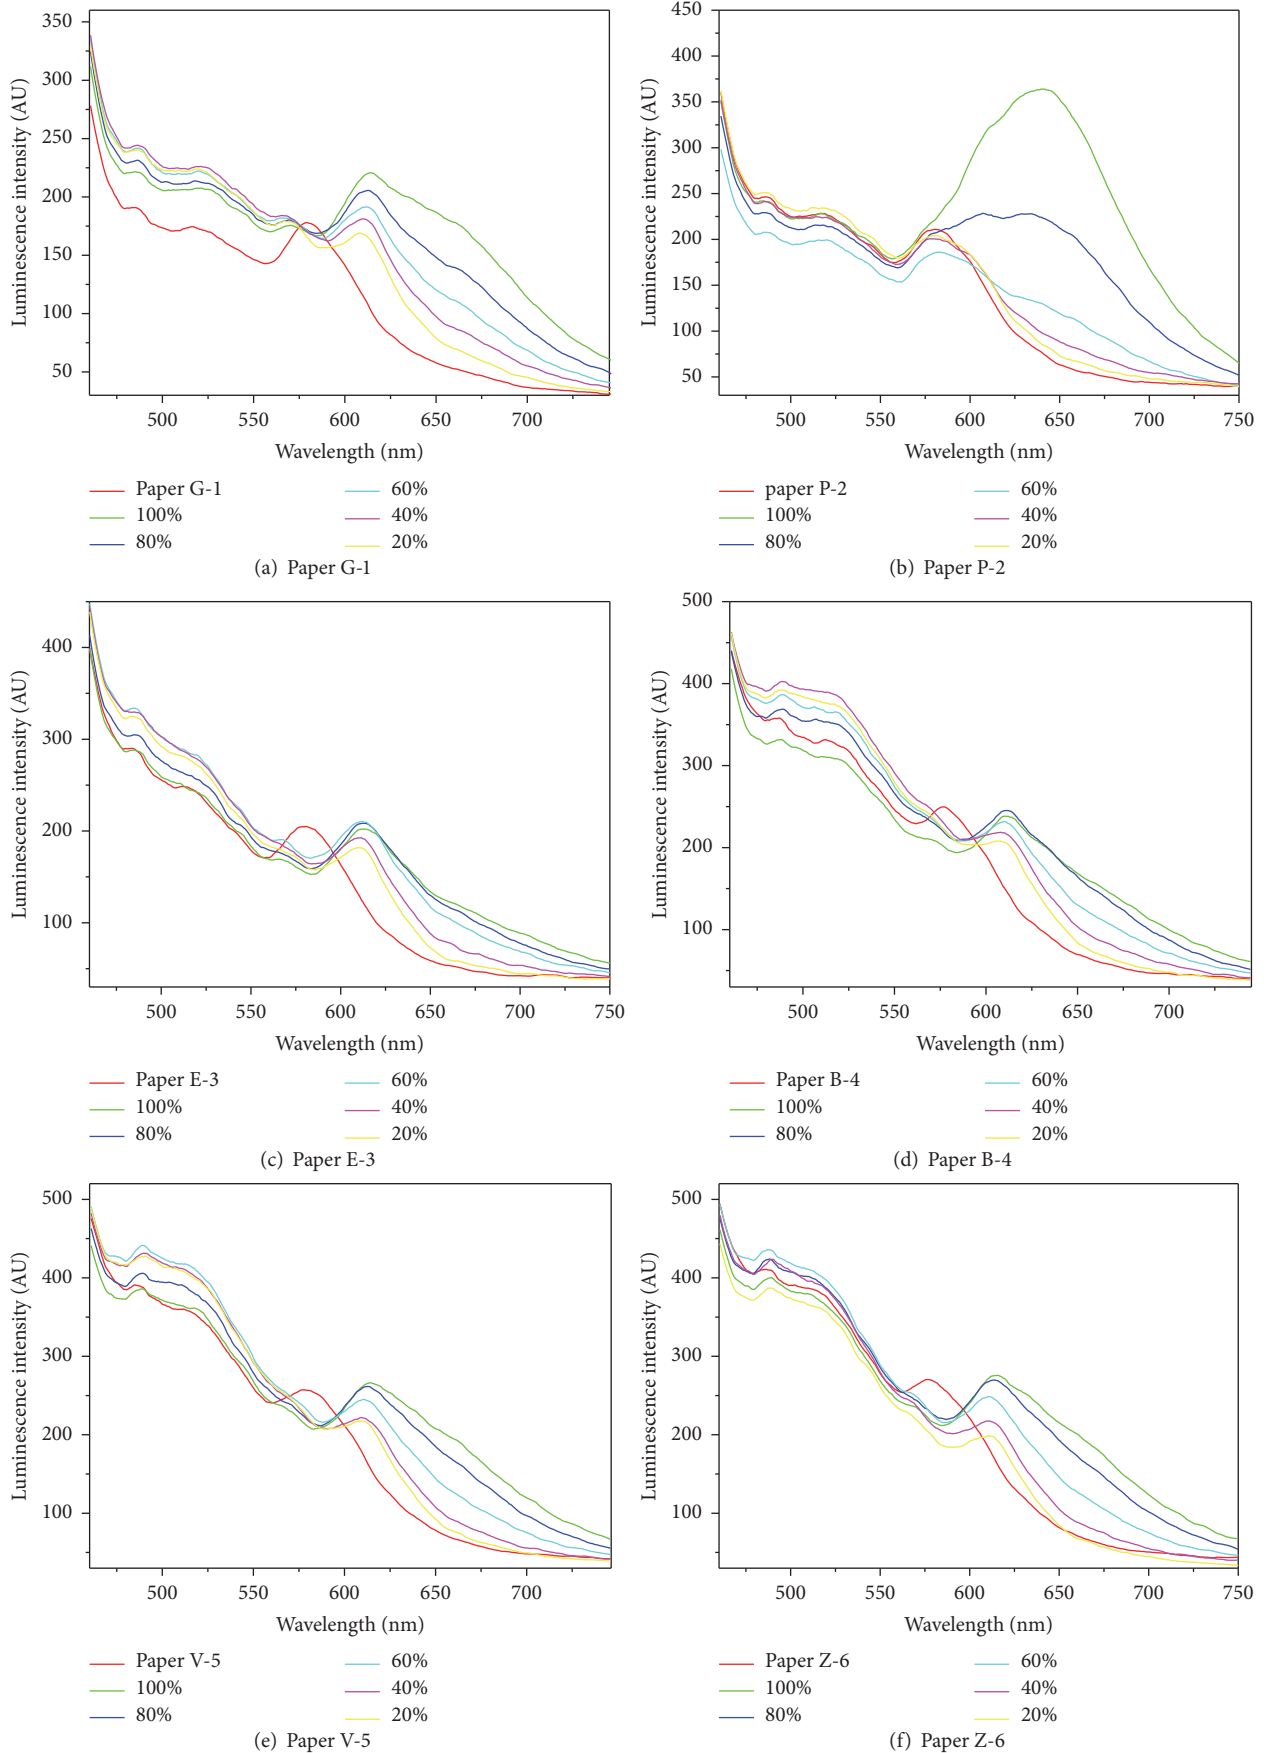 350
300
250
200
150
100
50
Luminescence intensity (AU)
500 550 600 650 700
Wavelength (nm)
Paper G-1
100%
80%
60%
40%
20%
(a) Paper G-1
450
400
350
300
250
200
150
100
50
Luminescence intensity (AU)
500 550 600 650 700 750
Wavelength (nm)
paper P-2
100%
80%
60%
40%
20%
(b) Paper P-2
400
300
200
100
Luminescence intensity (AU)
500 550 600 650 700 750
Wavelength (nm)
Paper E-3
100%
80%
60%
40%
20%
(c) Paper E-3
500
400
300
200
100
Luminescence intensity (AU)
500 550 600 650 700
Wavelength (nm)
Paper B-4
100%
80%
60%
40%
20%
(d) Paper B-4
500
400
300
200
100
Luminescence intensity (AU)
500 550 600 650 700
Wavelength (nm)
Paper V-5
100%
80%
60%
40%
20%
(e) Paper V-5
500
400
300
200
100
Luminescence intensity (AU)
500 550 600 650 700 750
Wavelength (nm)
Paper Z-6
100%
80%
60%
40%
20%
(f) Paper Z-6